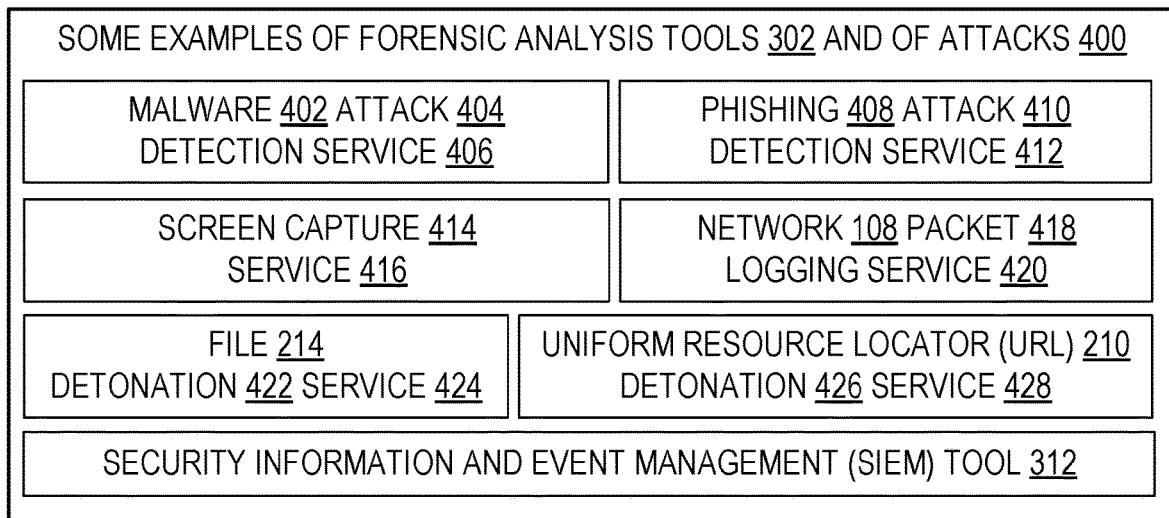 SOME EXAMPLES OF FORENSIC ANALYSIS TOOLS 302 AND OF ATTACKS 400
MALWARE 402 ATTACK 404
DETECTION SERVICE 406
PHISHING 408 ATTACK 410
DETECTION SERVICE 412
SCREEN CAPTURE 414
SERVICE 416
NETWORK 108 PACKET 418
LOGGING SERVICE 420
FILE 214
DETONATION 422 SERVICE 424
UNIFORM RESOURCE LOCATOR (URL) 210
DETONATION 426 SERVICE 428
SECURITY INFORMATION AND EVENT MANAGEMENT (SIEM) TOOL 312